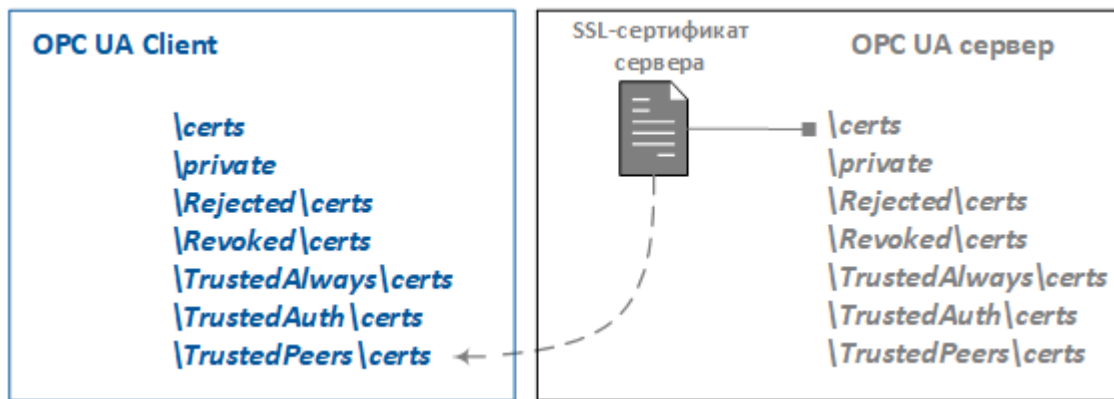 OPC UA Client
\certs
\private
\Rejected\certs
\Revoked\certs
\TrustedAlways\certs
\TrustedAuth\certs
\TrustedPeers\certs
SSL-сертификат
сервера
OPC UA сервер
\certs
\private
\Rejected\certs
\Revoked\certs
\TrustedAlways\certs
\TrustedAuth\certs
\TrustedPeers\certs